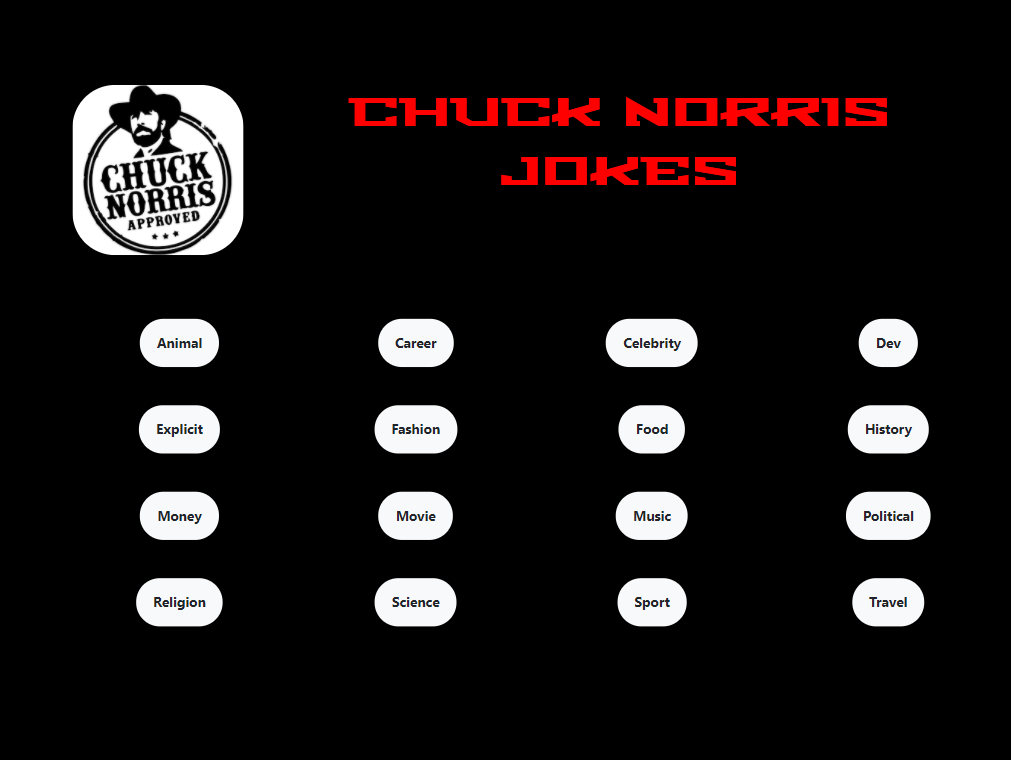 CHUCK
NORRIS
APPROVED
CHUCK NORRIS
JOKES
Animal
Career
Celebrity
Dev
Explicit
Fashion
Food
History
Money
Movie
Music
Political
Religion
Science
Sport
Travel